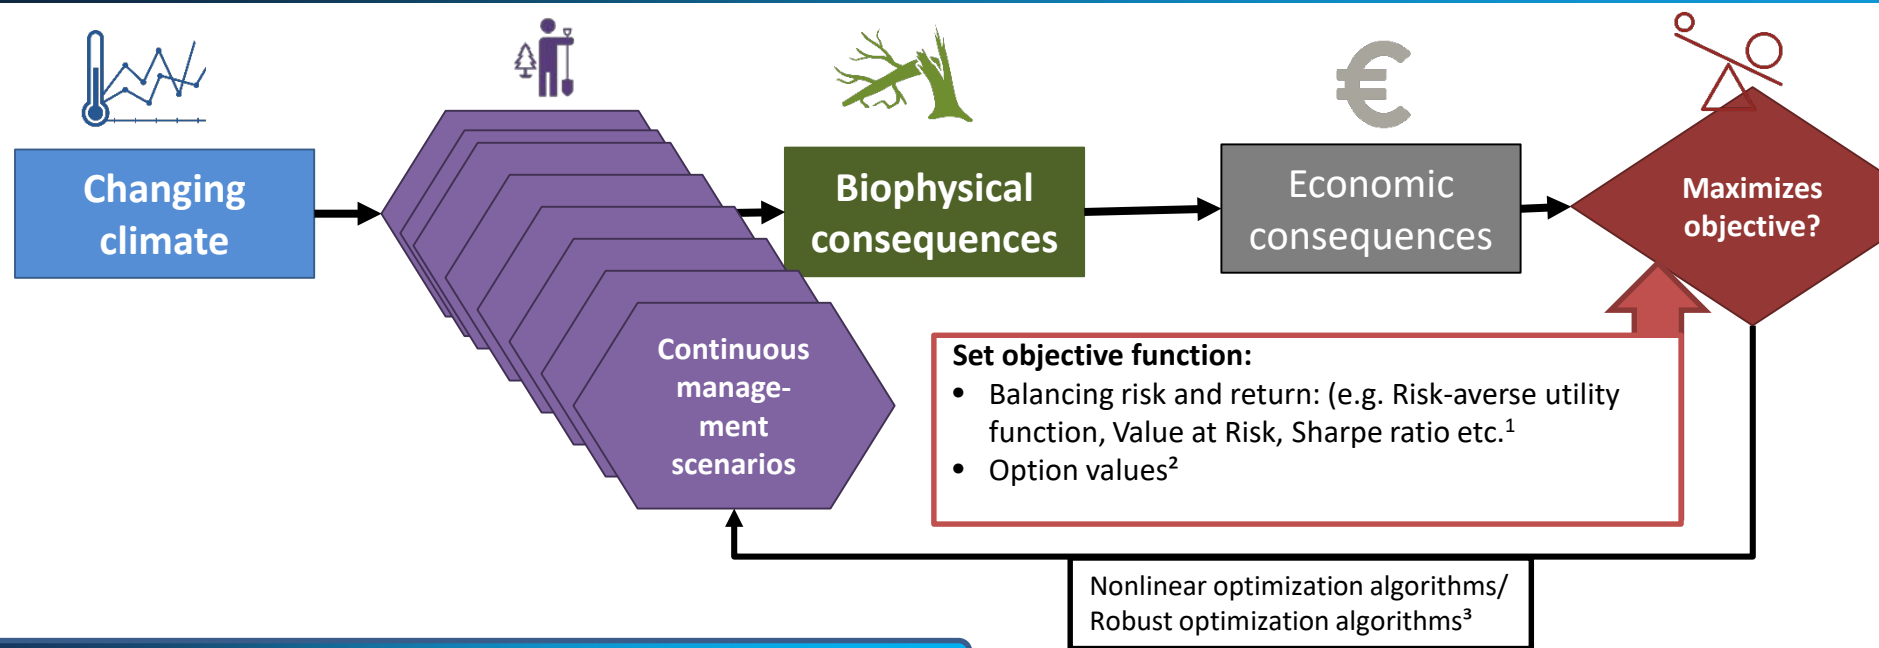 Changing
climate
Continuous
manage-
ment
scenarios
Biophysical
consequences
€
Economic
consequences
Maximizes
objective?
Set objective function:
• Balancing risk and return: (e.g. Risk-averse utility
function, Value at Risk, Sharpe ratio etc.¹
• Option values²
Nonlinear optimization algorithms/
Robust optimization algorithms³